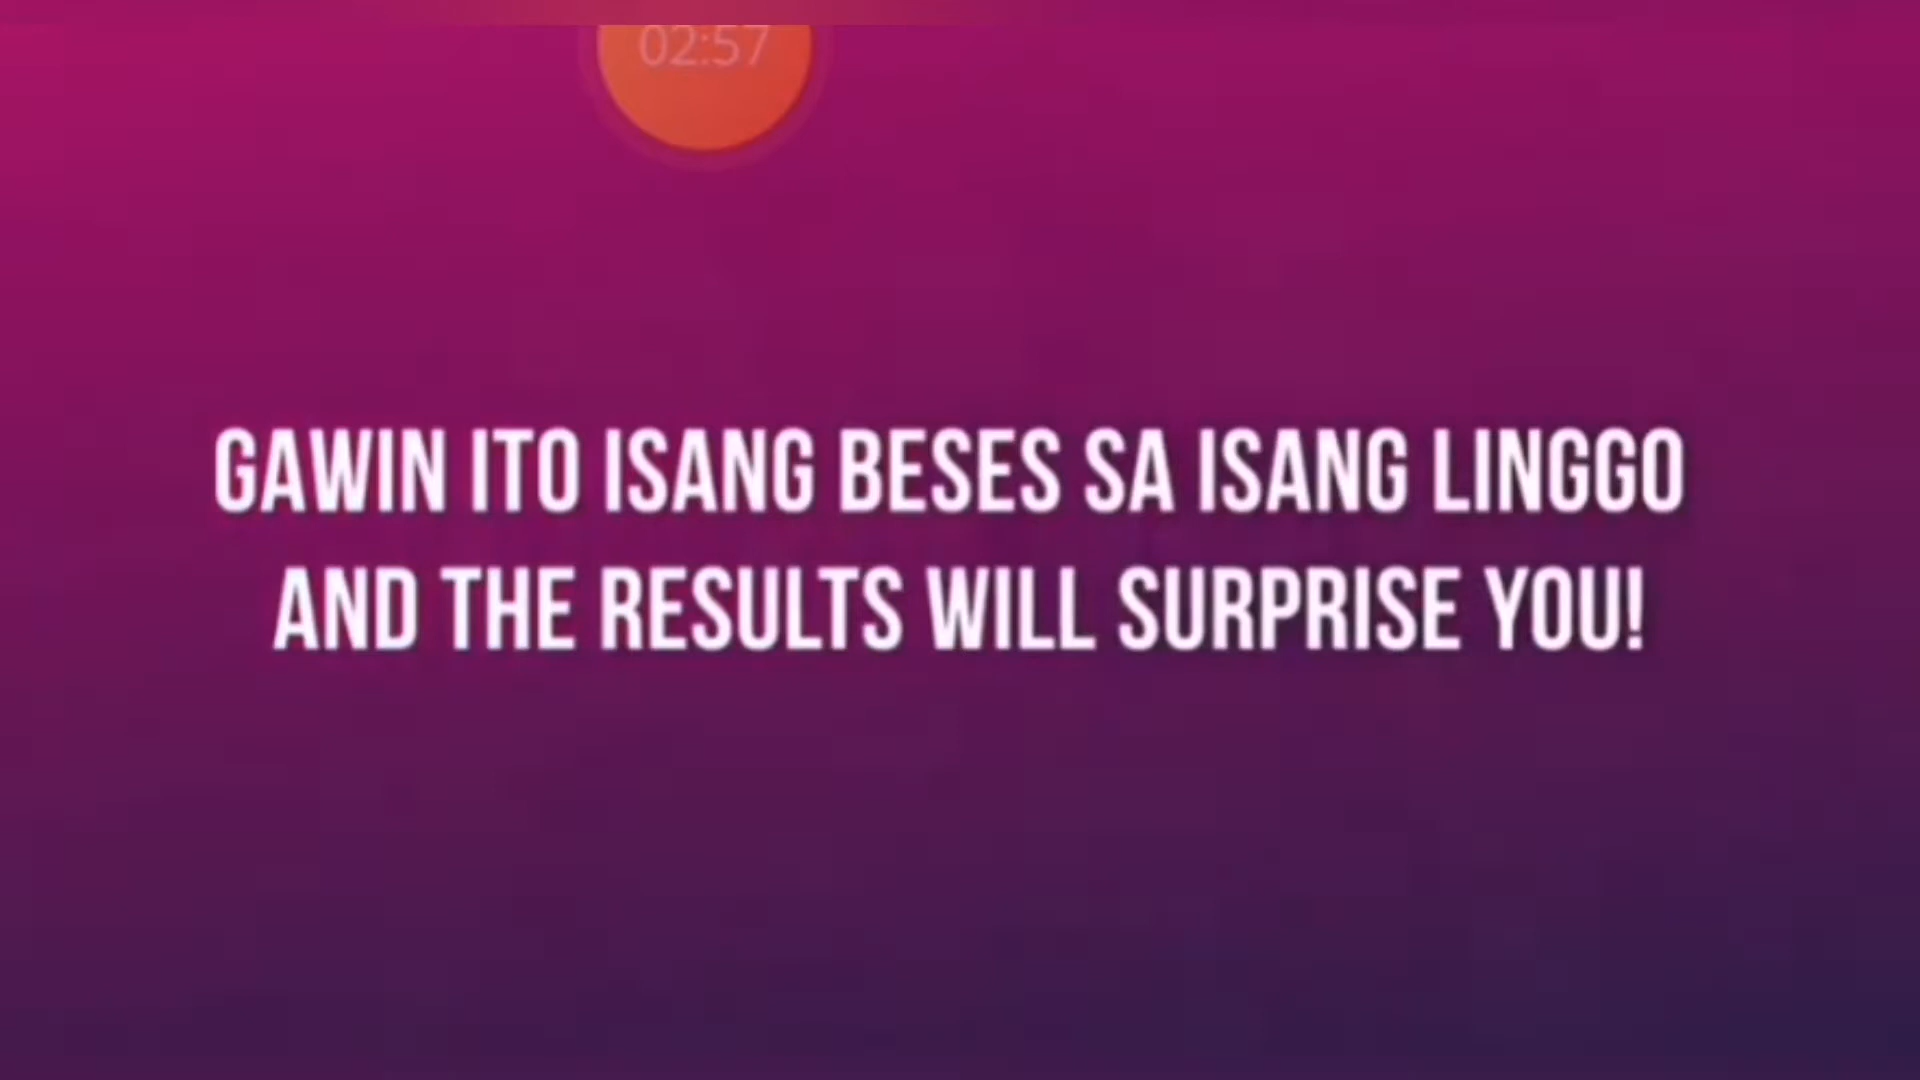 02:57
GAWIN ITO ISANG BESES SA ISANG LINGGO
AND THE RESULTS WILL SURPRISE YOU!